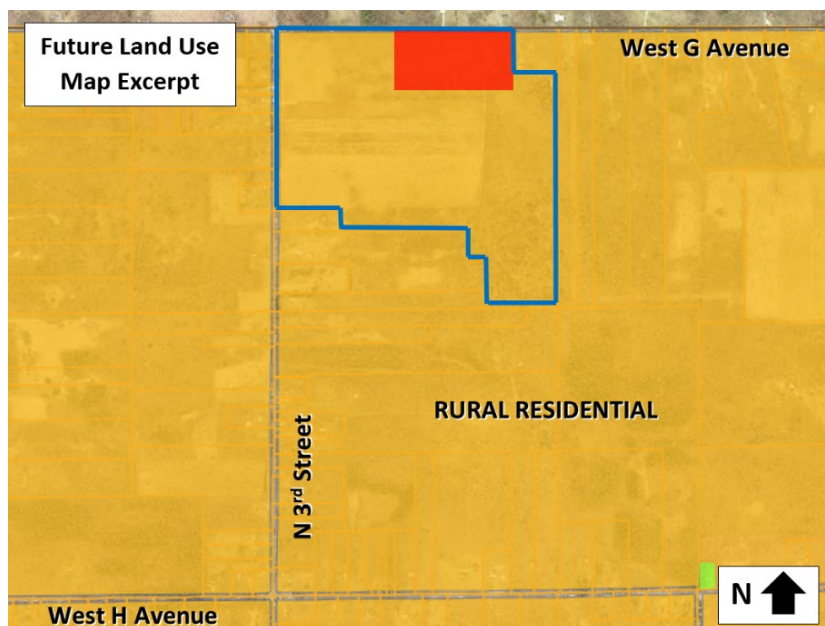 Future Land Use
Map Excerpt
West G Avenue
RURAL RESIDENTIAL
N 3rd Street
West H Avenue
N